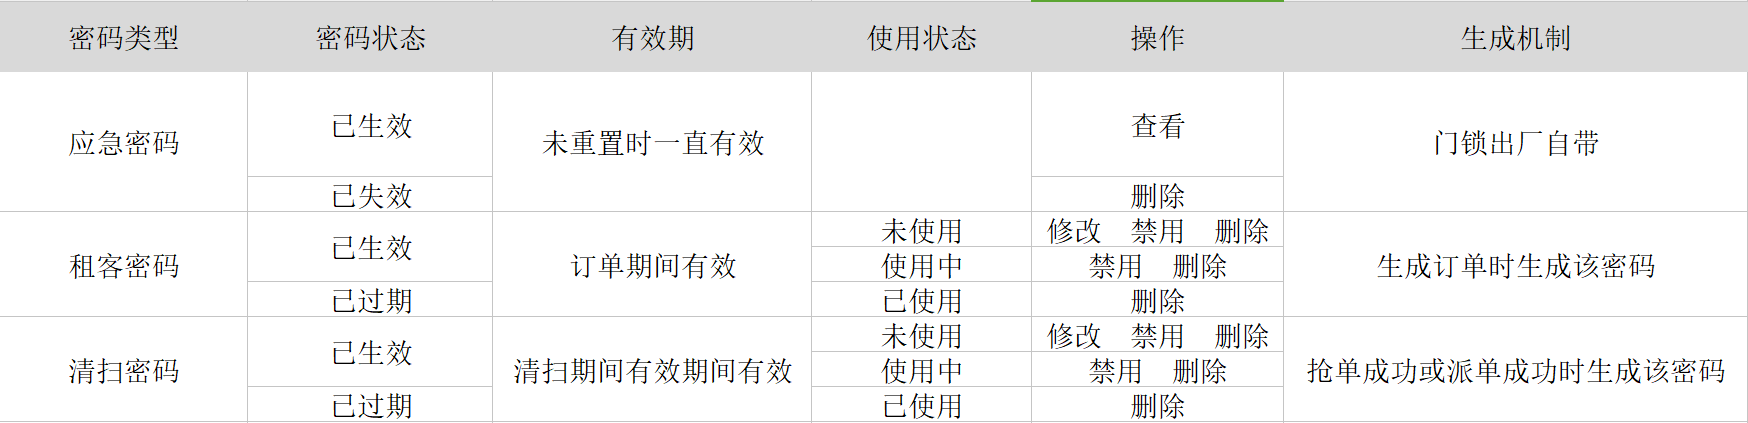 密码类型 密码状态 有效期 使用状态 操作 生成机制
已生效 查看
应急密码 未重置时一直有效 门锁出厂自带
已失效 删除
未使用 修改 禁用 删除
已生效
租客密码 订单期间有效 使用中 禁用 删除 生成订单时生成该密码
已过期 已使用 删除
未使用 修改 禁用 删除
已生效
清扫密码 清扫期间有效期间有效 使用中 禁用 删除 抢单成功或派单成功时生成该密码
已过期 已使用 删除